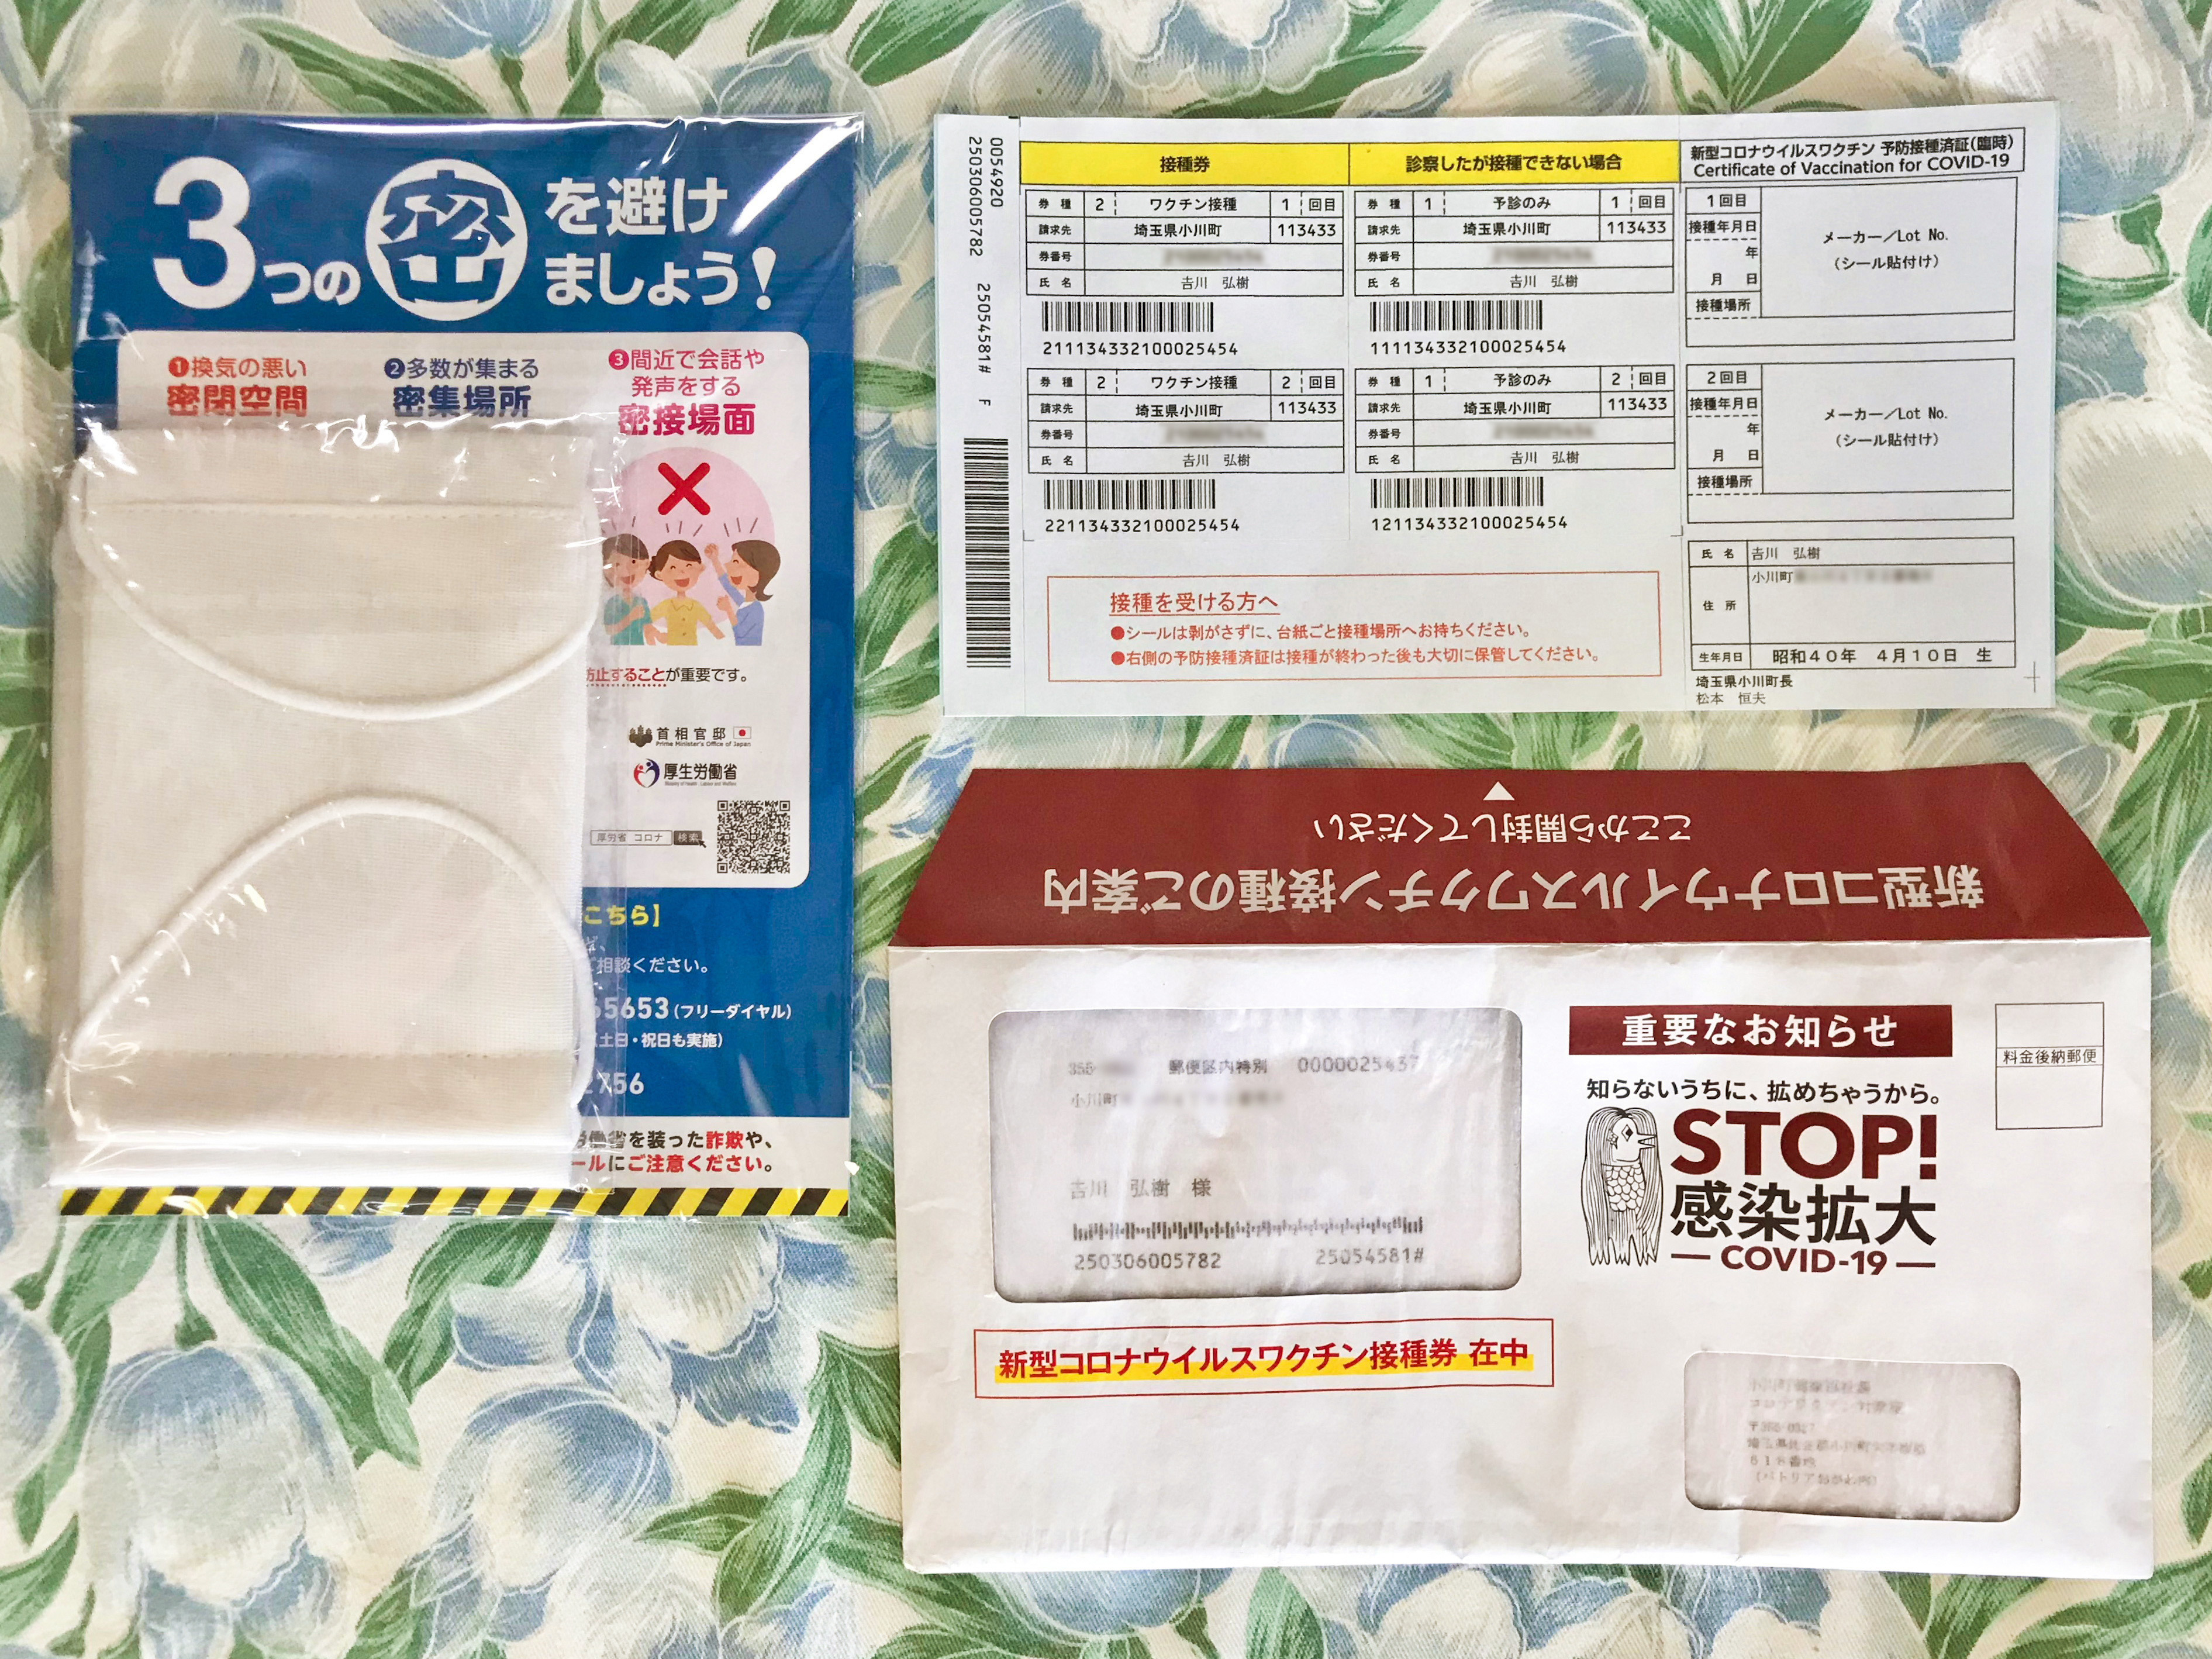 3つの密を避け
ましょう！
❶換気の悪い
密閉空間
❷多数が集まる
密集場所
❸間近で会話や
発声をする
密接場面
防止することが重要です。
首相官邸
Prime Minister's Office of Japan
厚生労働省
Ministry of Health, Labour and Welfare
厚労省 コロナ 検索
こちら】
相談ください。
65653(フリーダイヤル)
(土日・祝日も実施)
2756
労働省を装った詐欺や、
ールにご注意ください。
0054920
250306005782 25054581# F
接種券
診察したが接種できない場合
新型コロナウイルスワクチン 予防接種済証(臨時)
Certificate of Vaccination for COVID-19
券 種 2 ワクチン接種 1 回目
請求先 埼玉県小川町 113433
券番号
氏 名 𠮷川 弘樹
211134332100025454
券 種 1 予診のみ 1 回目
請求先 埼玉県小川町 113433
券番号
氏 名 𠮷川 弘樹
111134332100025454
1回目
接種年月日
年
月 日
接種場所
メーカー/Lot No.
(シール貼付け)
券 種 2 ワクチン接種 2 回目
請求先 埼玉県小川町 113433
券番号
氏 名 𠮷川 弘樹
221134332100025454
券 種 1 予診のみ 2 回目
請求先 埼玉県小川町 113433
券番号
氏 名 𠮷川 弘樹
121134332100025454
2回目
接種年月日
年
月 日
接種場所
メーカー/Lot No.
(シール貼付け)
接種を受ける方へ
●シールは剥がさずに、台紙ごと接種場所へお持ちください。
●右側の予防接種済証は接種が終わった後も大切に保管してください。
氏 名 𠮷川 弘樹
住 所 小川町
生年月日 昭和40年 4月10日 生
埼玉県小川町長
松本 恒夫
新型コロナウイルスワクチン接種のご案内
ここから開封してください
355- 郵便区内特別 0000025437
小川町
𠮷川 弘樹 様
250306005782 25054581#
重要なお知らせ
知らないうちに、拡めちゃうから。
STOP!
感染拡大
COVID-19
料金後納郵便
新型コロナウイルスワクチン接種券 在中
618番地